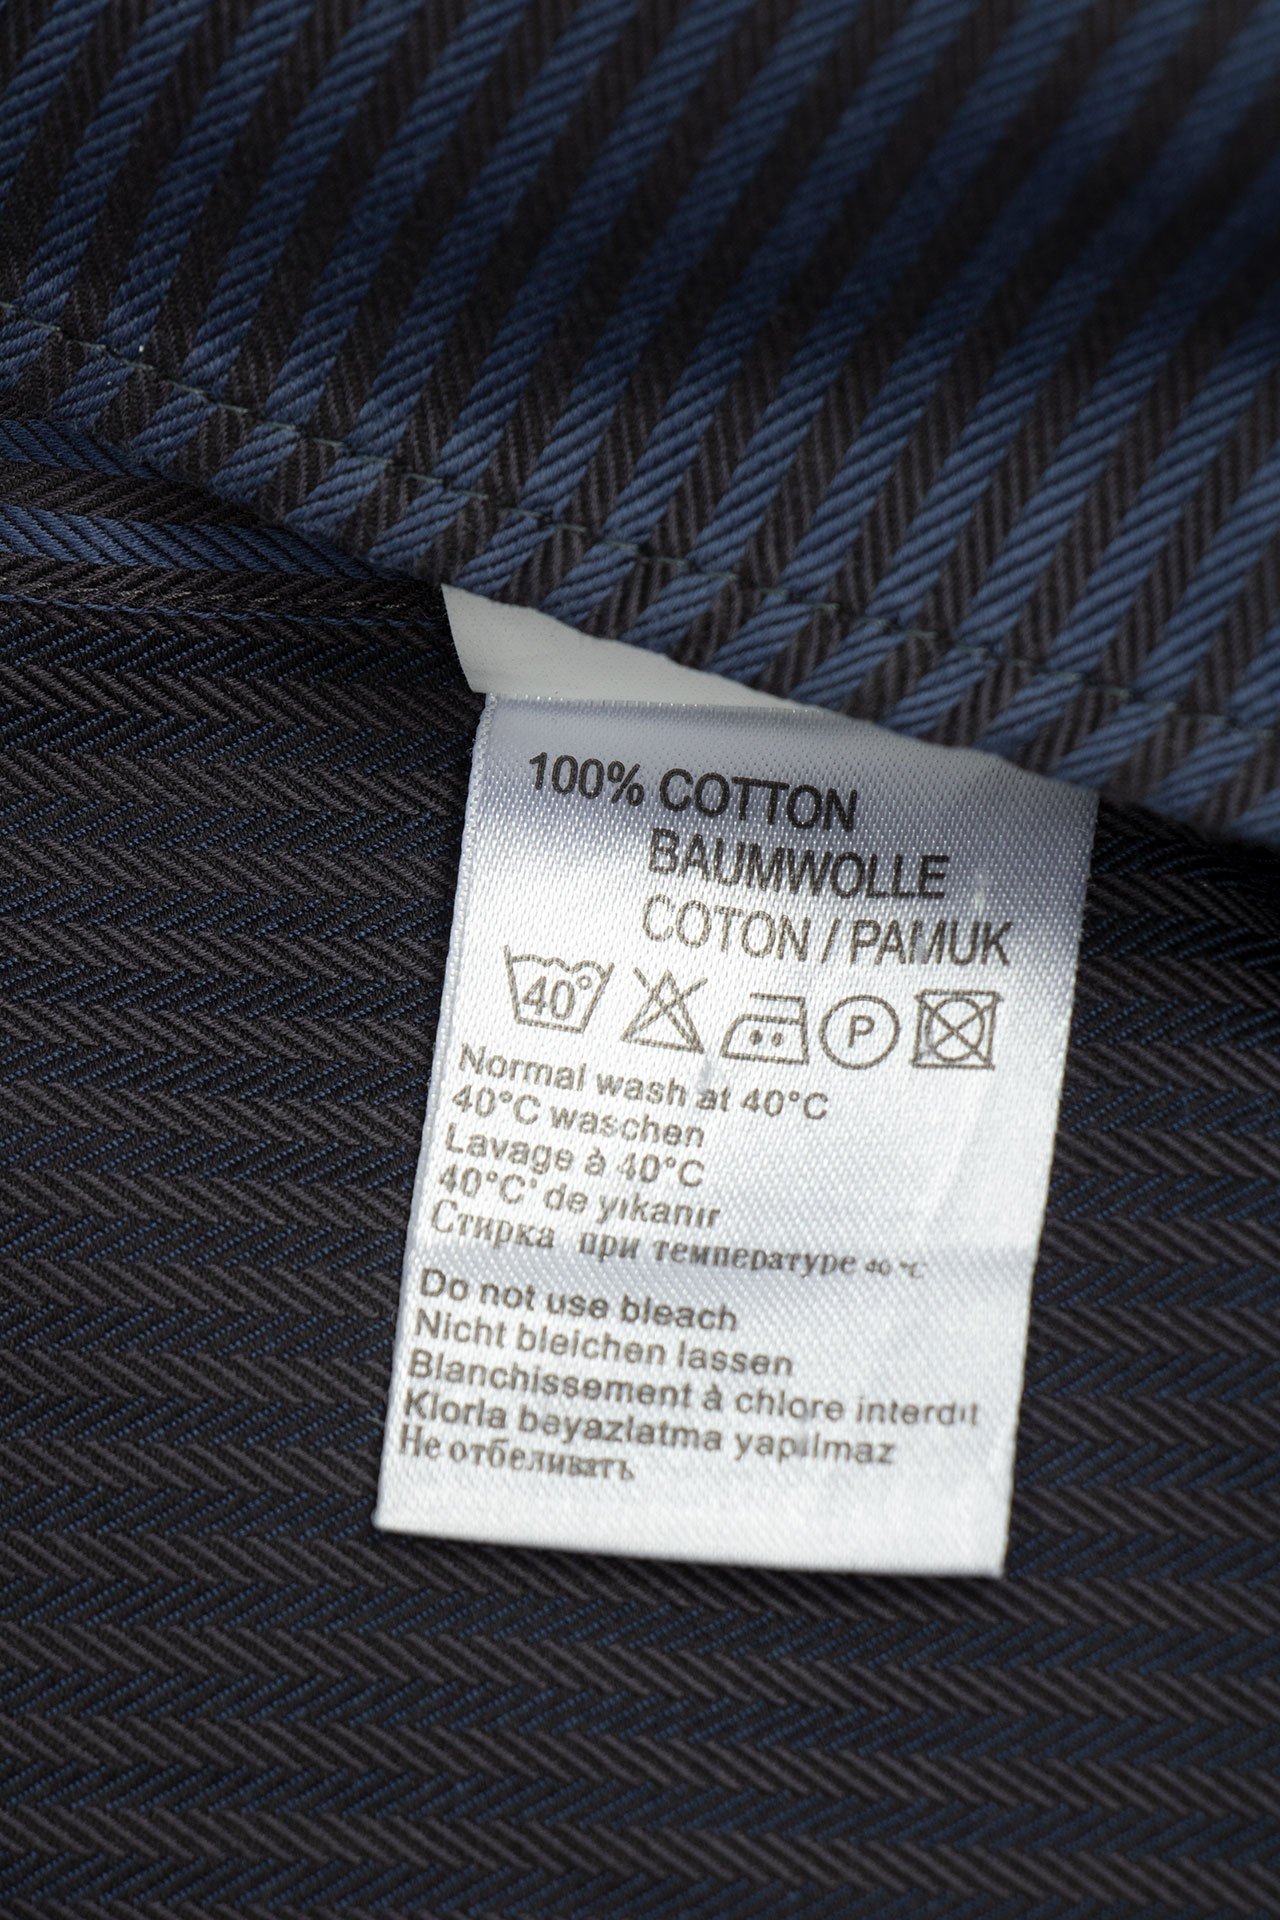 100% COTTON
BAUMWOLLE
COTON / PAMUK
40° P
Normal wash at 40°C
40°C waschen
Lavage à 40°C
40°C' de yıkanır
Стирка при температуре 40 °C
Do not use bleach
Nicht bleichen lassen
Blanchissement à chlore interdit
Klorla beyazlatma yapılmaz
Не отбеливать